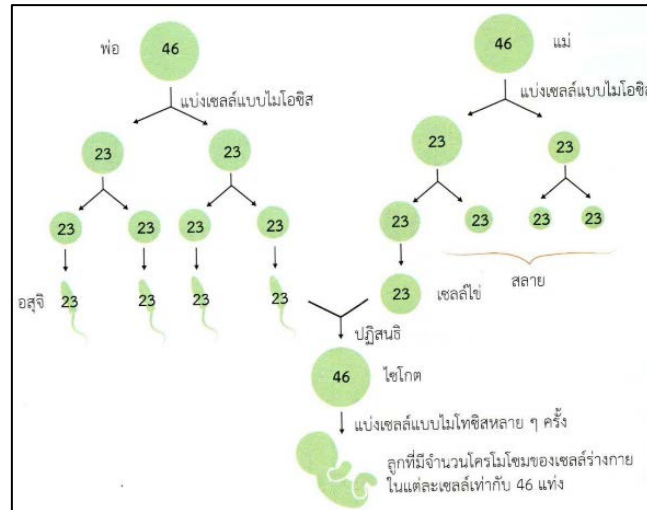 พ่อ 46
46 แม่
แบ่งเซลล์แบบไมโอซิส
แบ่งเซลล์แบบไมโอซิส
23 23
23 23
23 23 23 23
23 23 23 23
สลาย
อสุจิ 23 23 23 23
23 เซลล์ไข่
ปฏิสนธิ
46 ไซโกต
แบ่งเซลล์แบบไมโทซิสหลาย ๆ ครั้ง
ลูกที่มีจำนวนโครโมโซมของเซลล์ร่างกาย
ในแต่ละเซลล์เท่ากับ 46 แท่ง